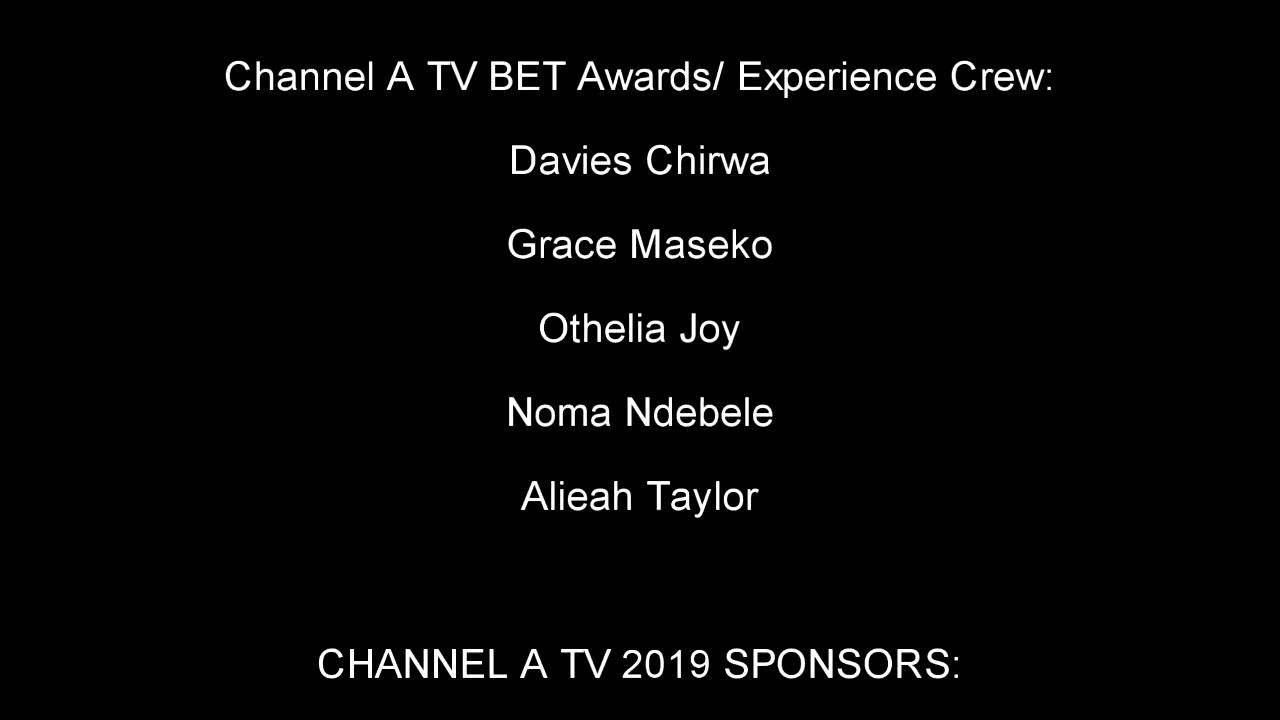 Channel A TV BET Awards/ Experience Crew:
Davies Chirwa
Grace Maseko
Othelia Joy
Noma Ndebele
Alieah Taylor
CHANNEL A TV 2019 SPONSORS: